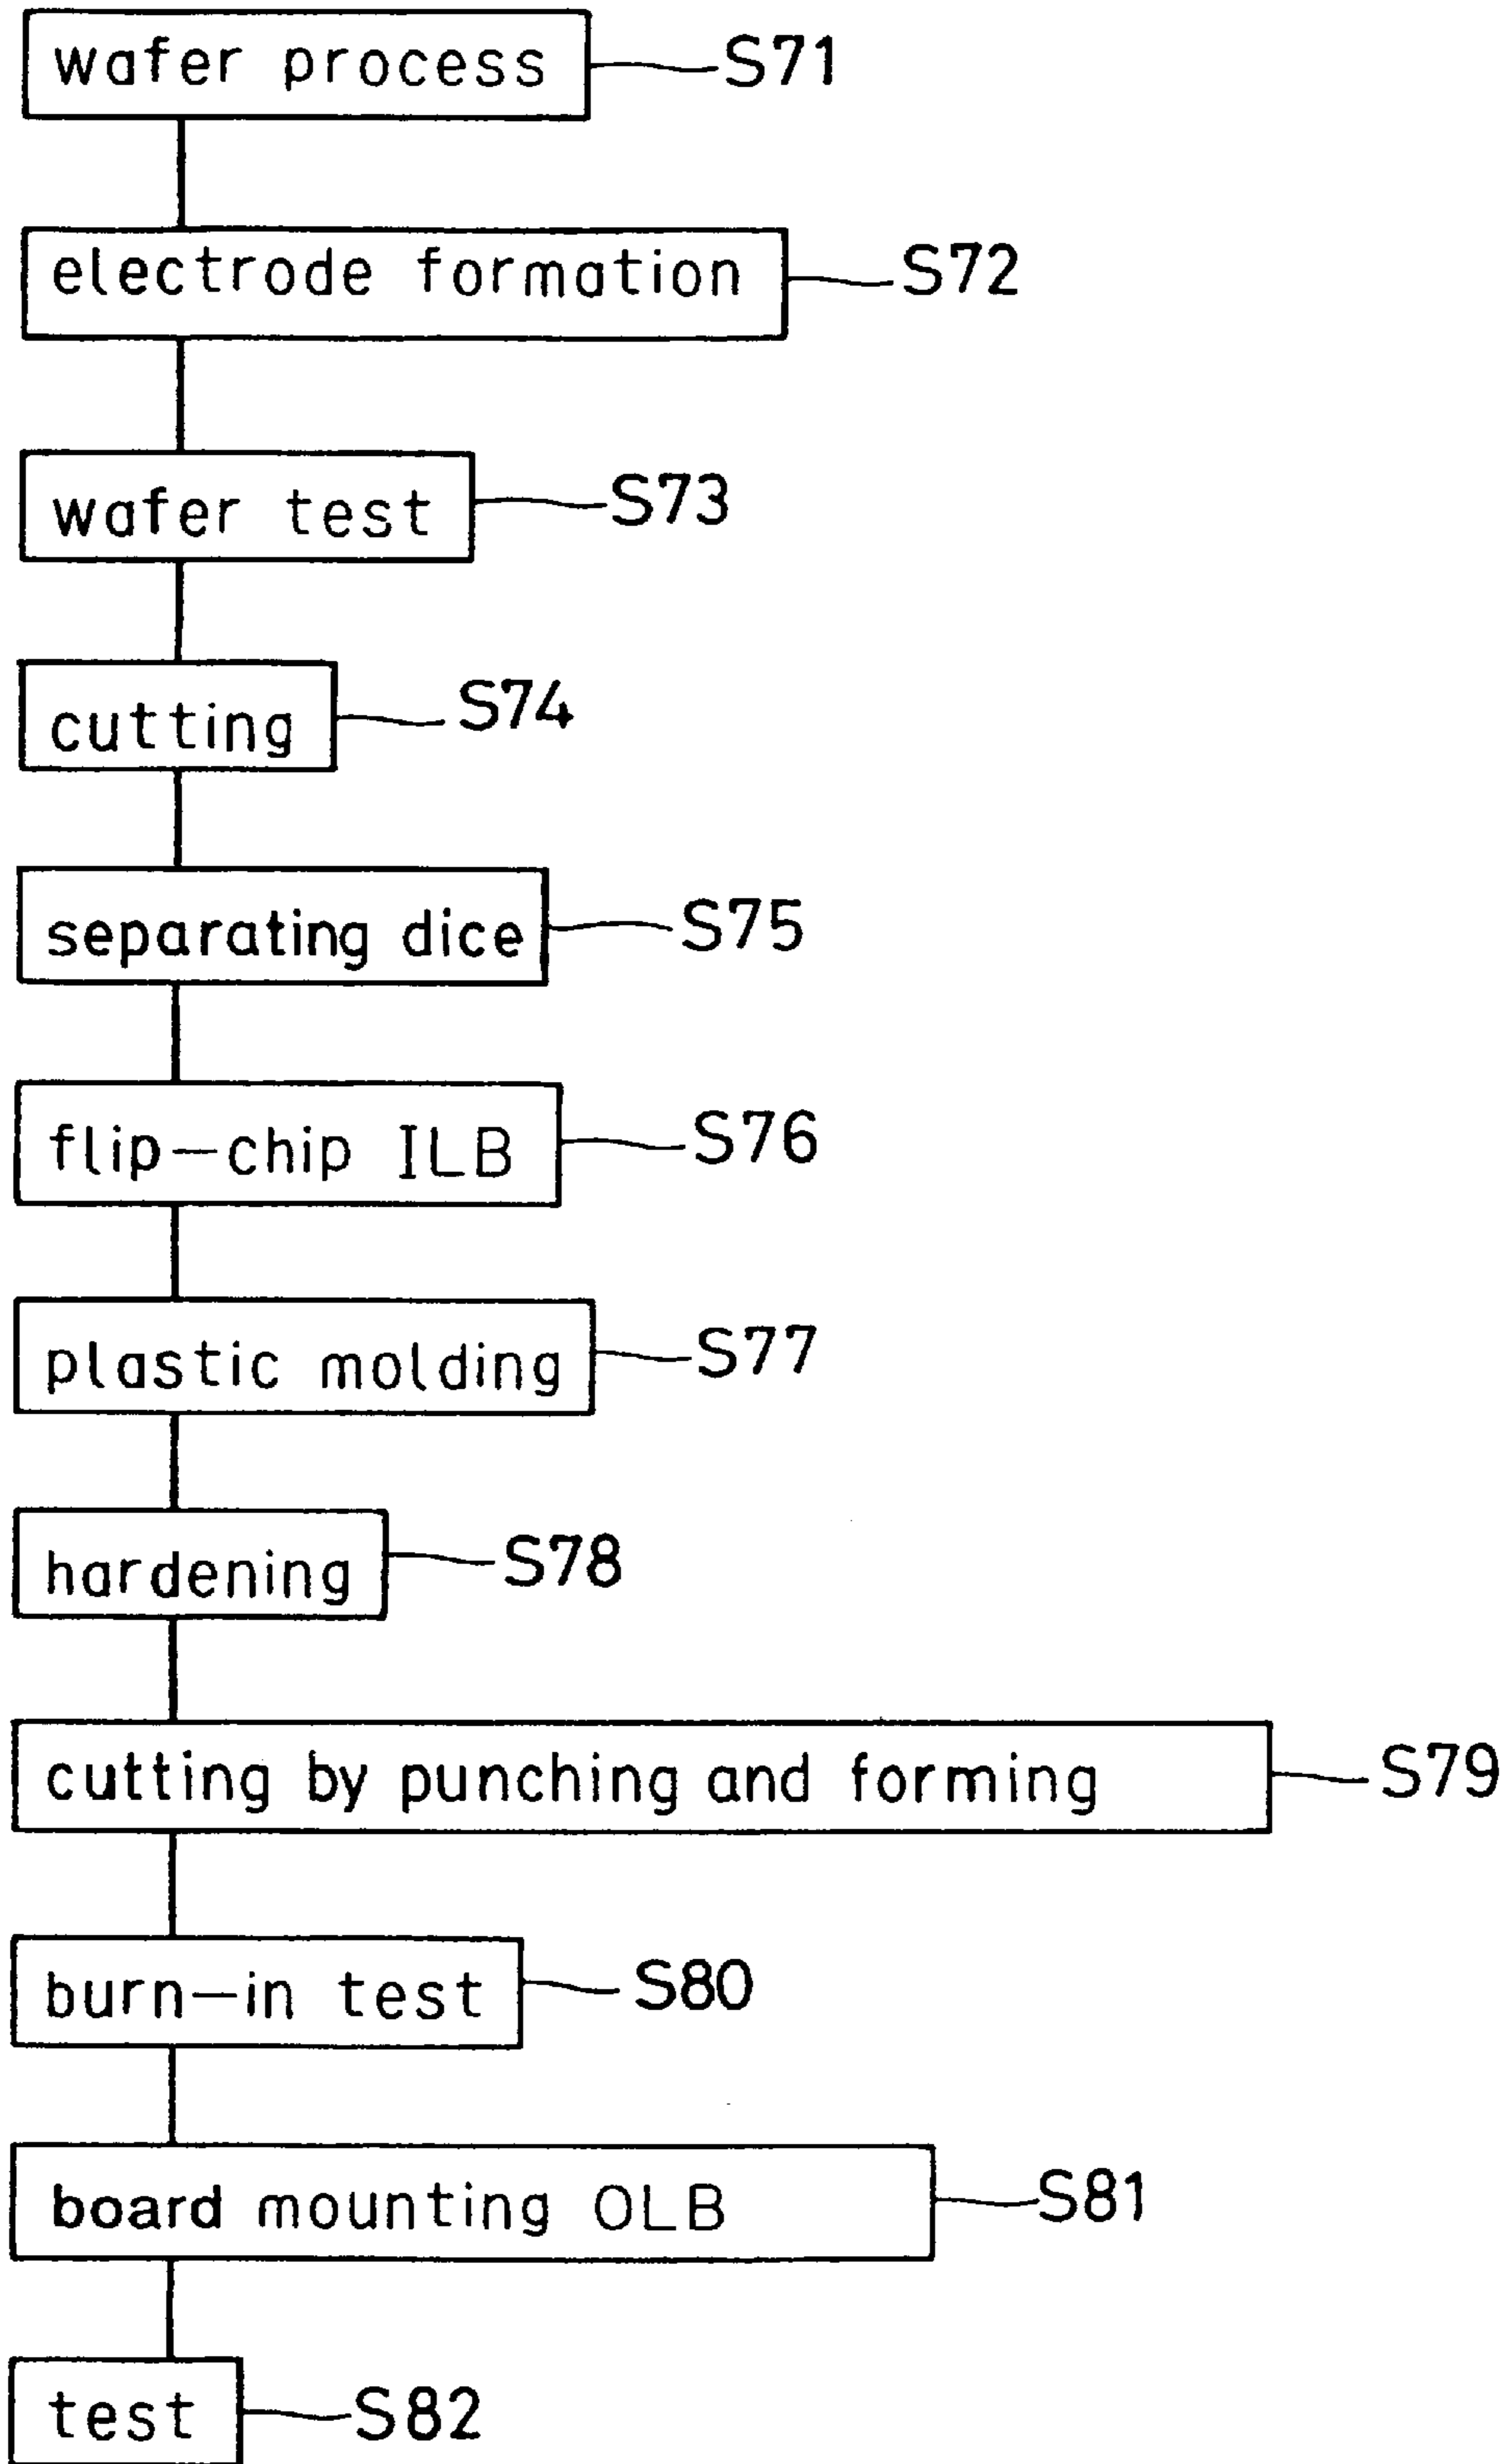 wafer process S71
electrode formation S72
wafer test S73
cutting S74
separating dice S75
flip-chip ILB S76
plastic molding S77
hardening S78
cutting by punching and forming S79
burn-in test S80
board mounting OLB S81
test S82